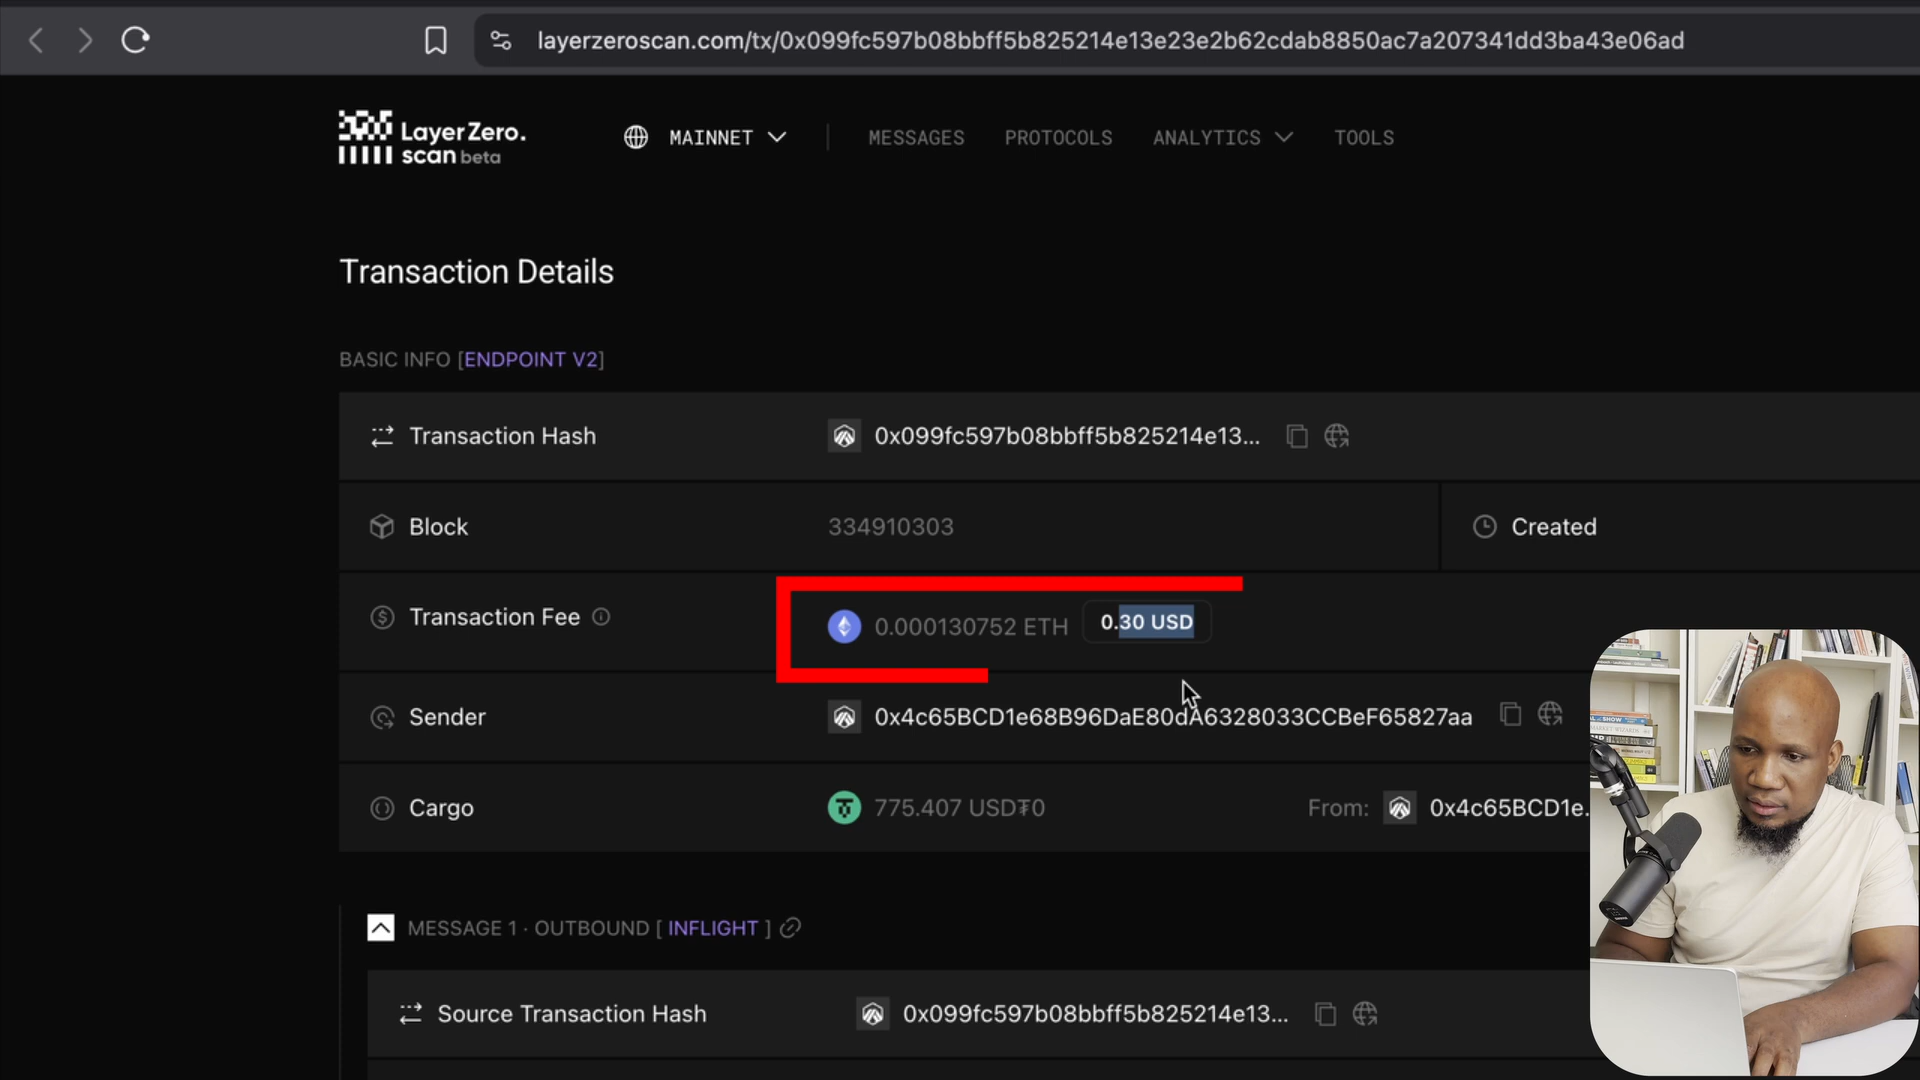 layerzeroscan.com/tx/0x099fc597b08bbff5b825214e13e23e2b62cdab8850ac7a207341dd3ba43e06ad
LayerZero.
scan beta
MAINNET
MESSAGES
PROTOCOLS
ANALYTICS
TOOLS
Transaction Details
BASIC INFO [ENDPOINT V2]
Transaction Hash
0x099fc597b08bbff5b825214e13...
Block
334910303
Created
Transaction Fee
0.000130752 ETH
0.30 USD
Sender
0x4c65BCD1e68B96DaE80dA6328033CCBeF65827aa
Cargo
775.407 USD₮0
From:
0x4c65BCD1e.
MESSAGE 1 · OUTBOUND [ INFLIGHT ]
Source Transaction Hash
0x099fc597b08bbff5b825214e13...